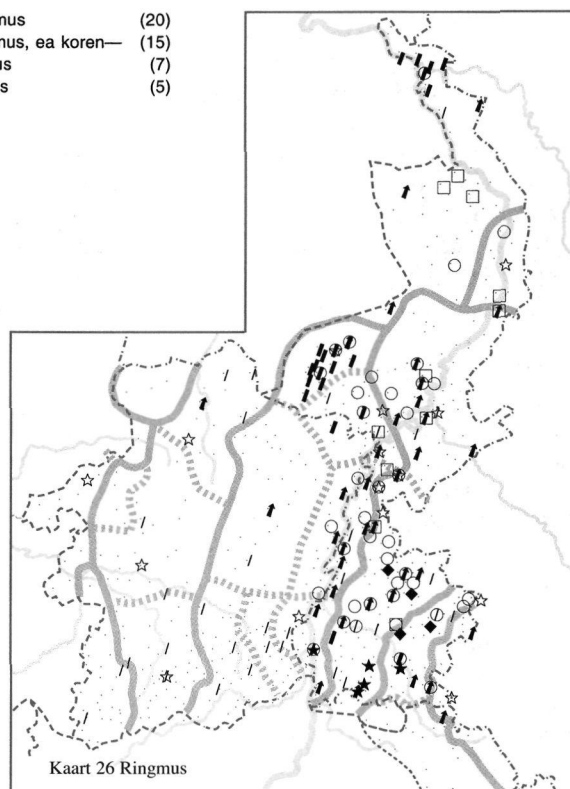 mus (20)
mus, ea koren— (15)
us (7)
s (5)
Kaart 26 Ringmus